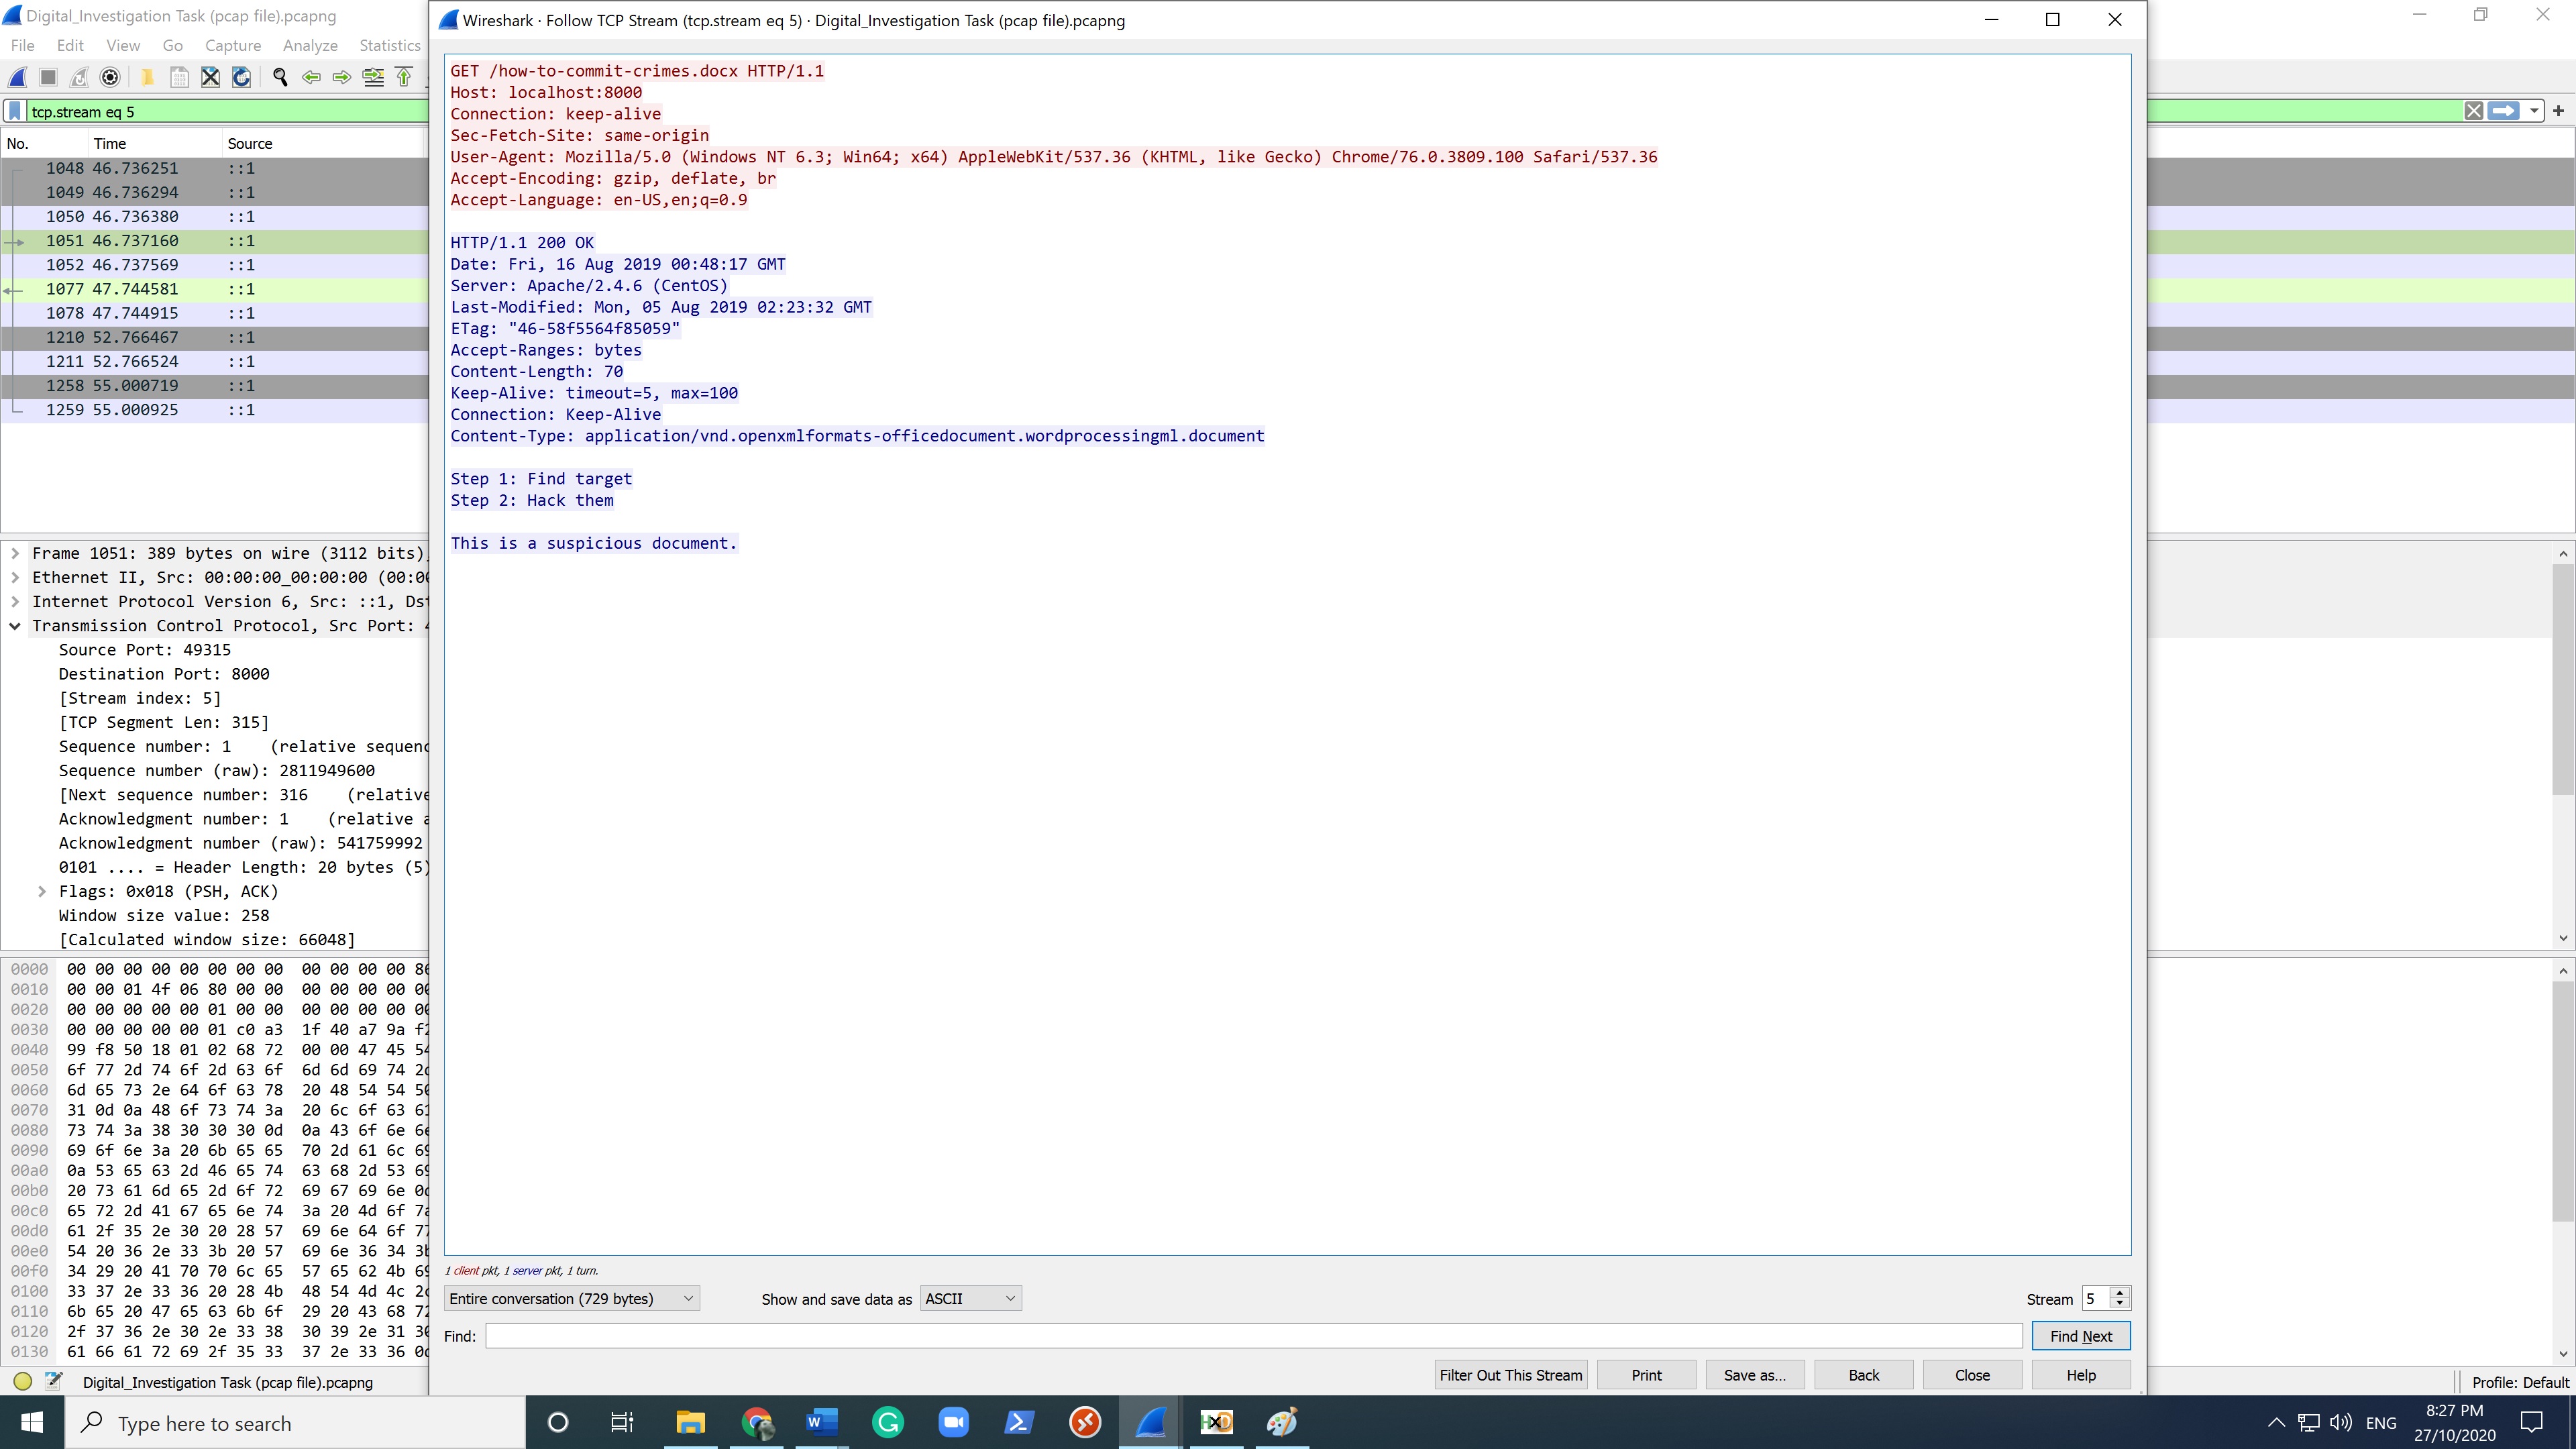 Digital_Investigation Task (pcap file).pcapng
Wireshark · Follow TCP Stream (tcp.stream eq 5) · Digital_Investigation Task (pcap file).pcapng
File Edit View Go Capture Analyze Statistics
tcp.stream eq 5
No. Time Source
1048 46.736251 ::1
1049 46.736294 ::1
1050 46.736380 ::1
1051 46.737160 ::1
1052 46.737569 ::1
1077 47.744581 ::1
1078 47.744915 ::1
1210 52.766467 ::1
1211 52.766524 ::1
1258 55.000719 ::1
1259 55.000925 ::1
GET /how-to-commit-crimes.docx HTTP/1.1
Host: localhost:8000
Connection: keep-alive
Sec-Fetch-Site: same-origin
User-Agent: Mozilla/5.0 (Windows NT 6.3; Win64; x64) AppleWebKit/537.36 (KHTML, like Gecko) Chrome/76.0.3809.100 Safari/537.36
Accept-Encoding: gzip, deflate, br
Accept-Language: en-US,en;q=0.9
HTTP/1.1 200 OK
Date: Fri, 16 Aug 2019 00:48:17 GMT
Server: Apache/2.4.6 (CentOS)
Last-Modified: Mon, 05 Aug 2019 02:23:32 GMT
ETag: "46-58f5564f85059"
Accept-Ranges: bytes
Content-Length: 70
Keep-Alive: timeout=5, max=100
Connection: Keep-Alive
Content-Type: application/vnd.openxmlformats-officedocument.wordprocessingml.document
Step 1: Find target
Step 2: Hack them
This is a suspicious document.
Frame 1051: 389 bytes on wire (3112 bits),
Ethernet II, Src: 00:00:00_00:00:00 (00:00
Internet Protocol Version 6, Src: ::1, Dst
Transmission Control Protocol, Src Port: 4
Source Port: 49315
Destination Port: 8000
[Stream index: 5]
[TCP Segment Len: 315]
Sequence number: 1 (relative sequenc
Sequence number (raw): 2811949600
[Next sequence number: 316 (relative
Acknowledgment number: 1 (relative a
Acknowledgment number (raw): 541759992
0101 .... = Header Length: 20 bytes (5)
Flags: 0x018 (PSH, ACK)
Window size value: 258
[Calculated window size: 66048]
0000 00 00 00 00 00 00 00 00 00 00 00 00 86
0010 00 00 01 4f 06 80 00 00 00 00 00 00 00
0020 00 00 00 00 00 01 00 00 00 00 00 00 00
0030 00 00 00 00 00 01 c0 a3 1f 40 a7 9a f2
0040 99 f8 50 18 01 02 68 72 00 00 47 45 54
0050 6f 77 2d 74 6f 2d 63 6f 6d 6d 69 74 2d
0060 6d 65 73 2e 64 6f 63 78 20 48 54 54 50
0070 31 0d 0a 48 6f 73 74 3a 20 6c 6f 63 61
0080 73 74 3a 38 30 30 30 0d 0a 43 6f 6e 6e
0090 69 6f 6e 3a 20 6b 65 65 70 2d 61 6c 69
00a0 0a 53 65 63 2d 46 65 74 63 68 2d 53 69
00b0 20 73 61 6d 65 2d 6f 72 69 67 69 6e 0d
00c0 65 72 2d 41 67 65 6e 74 3a 20 4d 6f 7a
00d0 61 2f 35 2e 30 20 28 57 69 6e 64 6f 77
00e0 54 20 36 2e 33 3b 20 57 69 6e 36 34 3b
00f0 34 29 20 41 70 70 6c 65 57 65 62 4b 69
0100 33 37 2e 33 36 20 28 4b 48 54 4d 4c 2c
0110 6b 65 20 47 65 63 6b 6f 29 20 43 68 72
0120 2f 37 36 2e 30 2e 33 38 30 39 2e 31 30
0130 61 66 61 72 69 2f 35 33 37 2e 33 36 0d
1 client pkt, 1 server pkt, 1 turn.
Entire conversation (729 bytes) Show and save data as ASCII Stream 5
Find: Find Next
Filter Out This Stream Print Save as... Back Close Help
Digital_Investigation Task (pcap file).pcapng Profile: Default
Type here to search
ENG
8:27 PM
27/10/2020